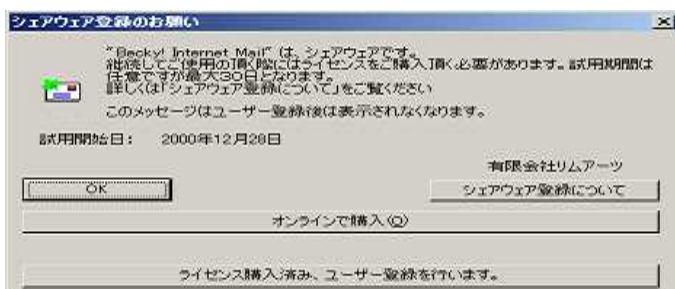 シェアウェア登録のお願い
"Becky! Internet Mail" は、シェアウェアです。
継続してご使用の頂く際にはライセンスをご購入頂く必要があります。試用期間は
任意ですが最大30日となります。
詳しくは「シェアウェア登録について」をご覧ください
このメッセージはユーザー登録後は表示されなくなります。
試用開始日： 2000年12月28日
有限会社リムアーツ
OK
シェアウェア登録について
オンラインで購入(Q)
ライセンス購入済み、ユーザー登録を行います。